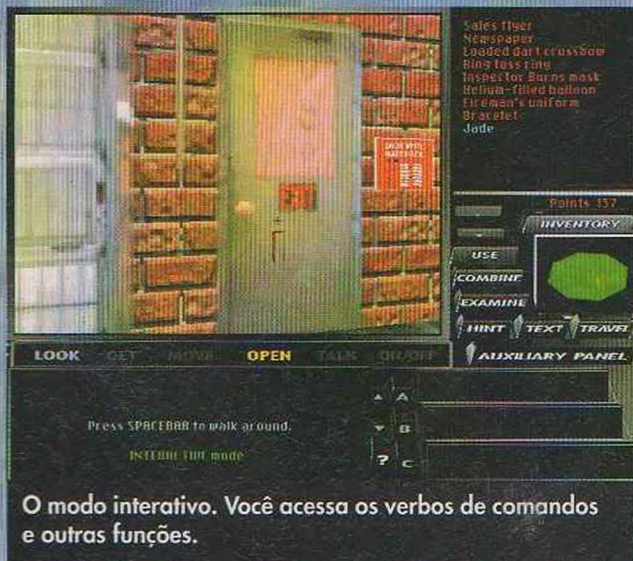 Sales flyer
Newspaper
Loaded dart crossbow
Ring toss ring
Inspector Burns mask
Helium-filled balloon
Fireman's uniform
Bracelet
Jade
Points 137
INVENTORY
USE
COMBINE
EXAMINE
HINT TEXT TRAVEL
AUXILIARY PANEL
LOOK GET MOVE OPEN TALK ON/OFF
Press SPACEBAR to walk around.
INTERACTIVE mode
A
B
? C
O modo interativo. Você acessa os verbos de comandos
e outras funções.